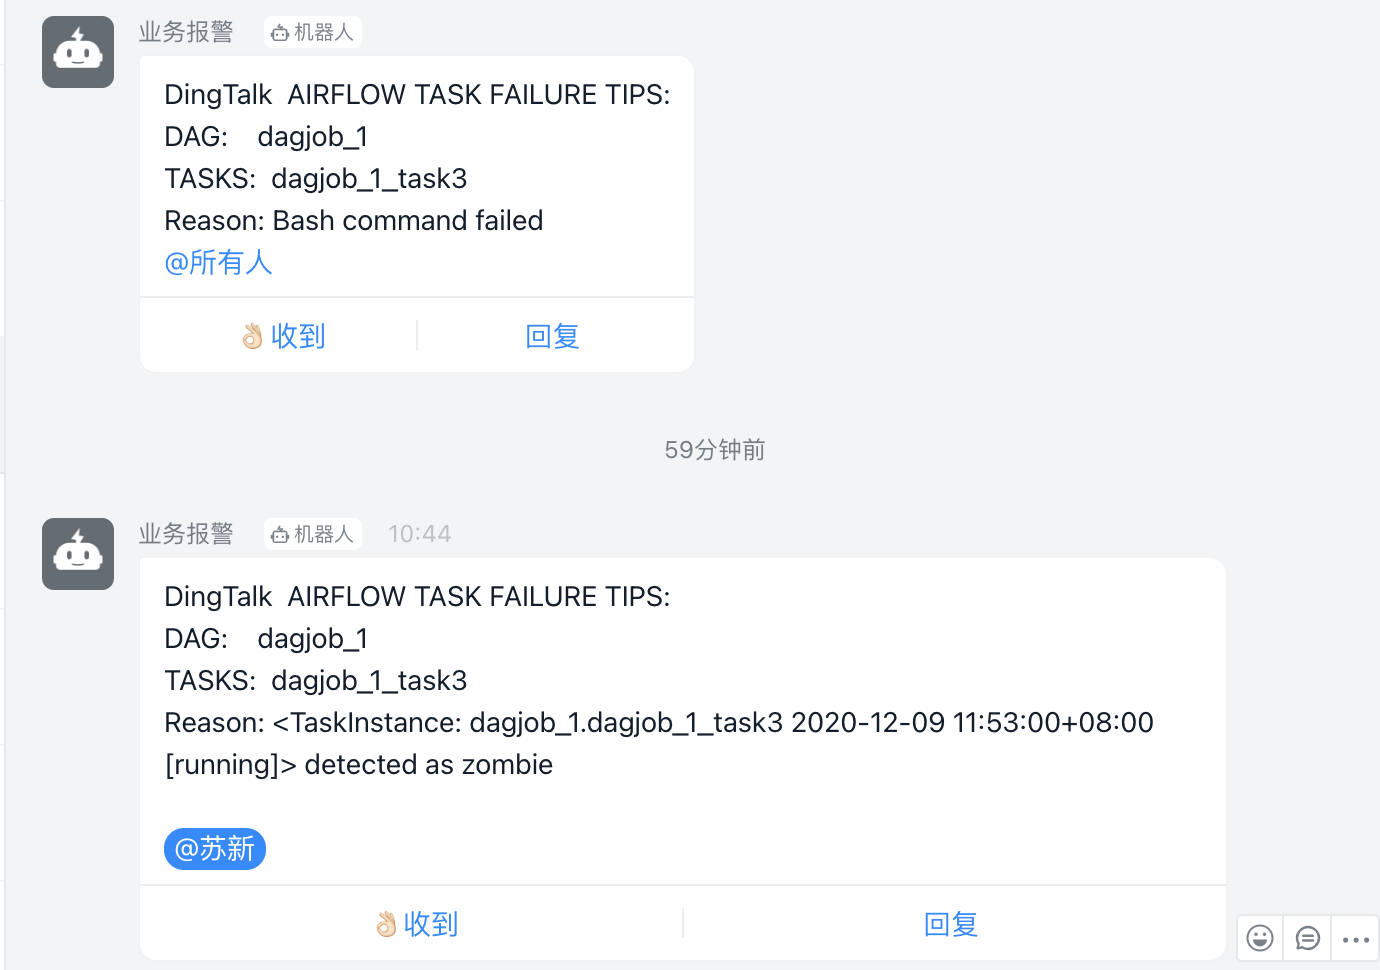 业务报警 机器人
DingTalk  AIRFLOW TASK FAILURE TIPS:
DAG:    dagjob_1
TASKS:  dagjob_1_task3
Reason: Bash command failed
@所有人
👌🏻 收到 回复
59分钟前
业务报警 机器人 10:44
DingTalk  AIRFLOW TASK FAILURE TIPS:
DAG:    dagjob_1
TASKS:  dagjob_1_task3
Reason: <TaskInstance: dagjob_1.dagjob_1_task3 2020-12-09 11:53:00+08:00
[running]> detected as zombie
@苏新
👌🏻 收到 回复